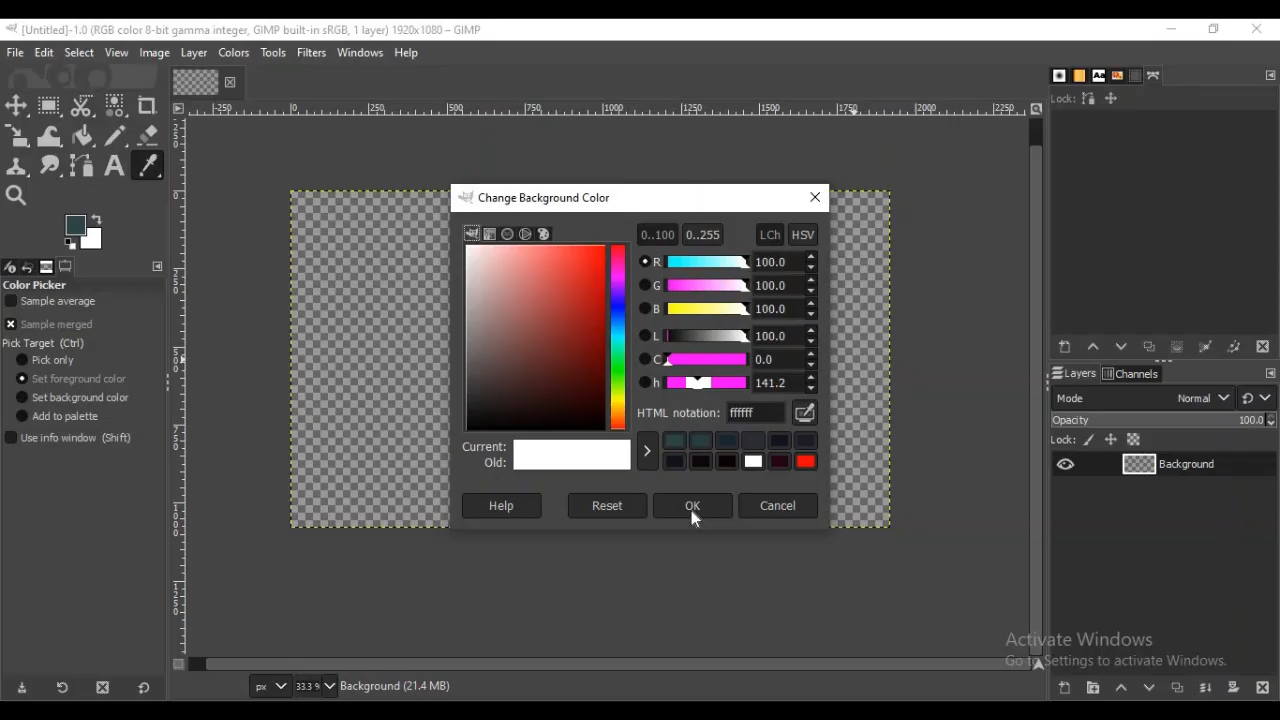 [Untitled]-1.0 (RGB color 8-bit gamma integer, GIMP built-in sRGB, 1 layer) 1920x1080 – GIMP
File Edit Select View Image Layer Colors Tools Filters Windows Help
-250 0 250 500 750 1000 1250 1500 1750 2000 2250
Lock:
Change Background Color
0..100 0..255 LCh HSV
R 100.0
G 100.0
B 100.0
L 100.0
C 0.0
h 141.2
HTML notation: ffffff
Current:
Old:
Help Reset OK Cancel
Color Picker
Sample average
Sample merged
Pick Target (Ctrl)
Pick only
Set foreground color
Set background color
Add to palette
Use info window (Shift)
Layers Channels
Mode Normal
Opacity 100.0
Lock:
Background
Activate Windows
Go to Settings to activate Windows.
px 33.3 % Background (21.4 MB)